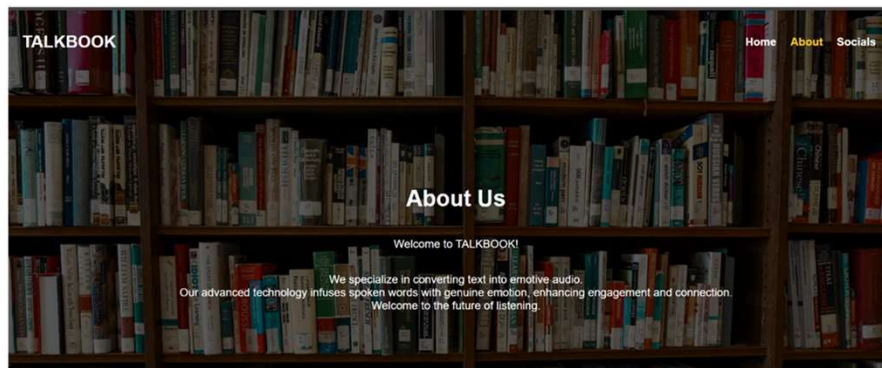 TALKBOOK
Home About Socials
About Us
Welcome to TALKBOOK!
We specialize in converting text into emotive audio.
Our advanced technology infuses spoken words with genuine emotion, enhancing engagement and connection.
Welcome to the future of listening.